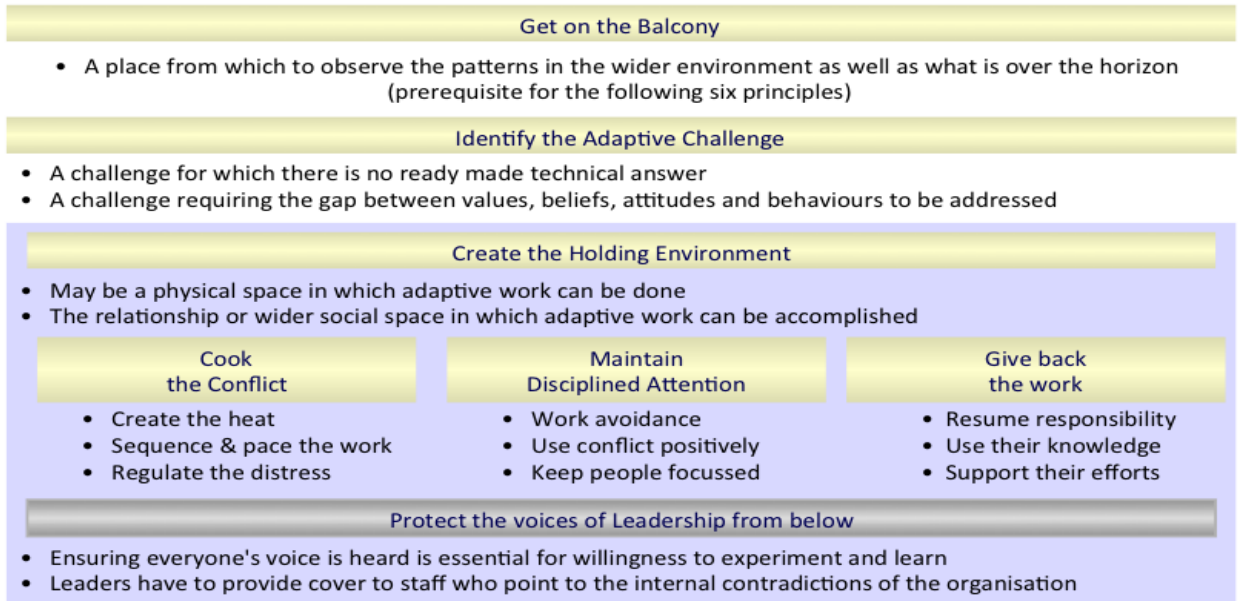 Get on the Balcony
• A place from which to observe the patterns in the wider environment as well as what is over the horizon
(prerequisite for the following six principles)
Identify the Adaptive Challenge
• A challenge for which there is no ready made technical answer
• A challenge requiring the gap between values, beliefs, attitudes and behaviours to be addressed
Create the Holding Environment
• May be a physical space in which adaptive work can be done
• The relationship or wider social space in which adaptive work can be accomplished
Cook
the Conflict
• Create the heat
• Sequence & pace the work
• Regulate the distress
Maintain
Disciplined Attention
• Work avoidance
• Use conflict positively
• Keep people focussed
Give back
the work
• Resume responsibility
• Use their knowledge
• Support their efforts
Protect the voices of Leadership from below
• Ensuring everyone's voice is heard is essential for willingness to experiment and learn
• Leaders have to provide cover to staff who point to the internal contradictions of the organisation